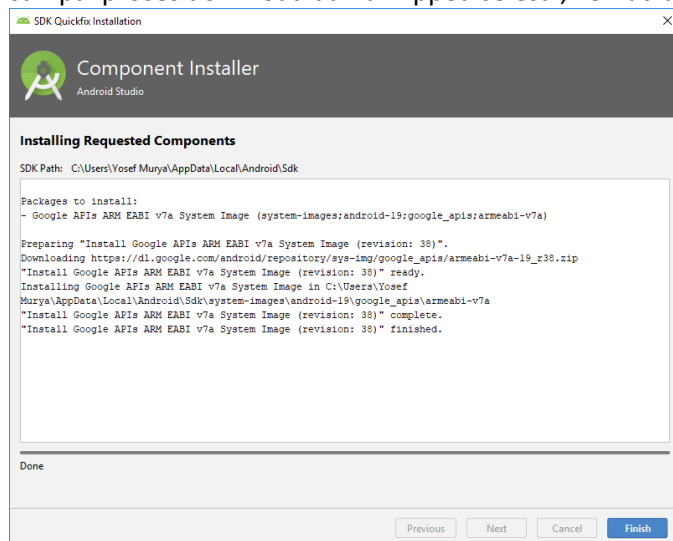 SDK Quickfix Installation
Component Installer
Android Studio
Installing Requested Components
SDK Path: C:\Users\Yosef Murya\AppData\Local\Android\Sdk
Packages to install:
- Google APIs ARM EABI v7a System Image (system-images;android-19;google_apis;armeabi-v7a)
Preparing "Install Google APIs ARM EABI v7a System Image (revision: 38)".
Downloading https://dl.google.com/android/repository/sys-img/google_apis/armeabi-v7a-19_r38.zip
"Install Google APIs ARM EABI v7a System Image (revision: 38)" ready.
Installing Google APIs ARM EABI v7a System Image in C:\Users\Yosef
Murya\AppData\Local\Android\Sdk\system-images\android-19\google_apis\armeabi-v7a
"Install Google APIs ARM EABI v7a System Image (revision: 38)" complete.
"Install Google APIs ARM EABI v7a System Image (revision: 38)" finished.
Done
Previous Next Cancel Finish